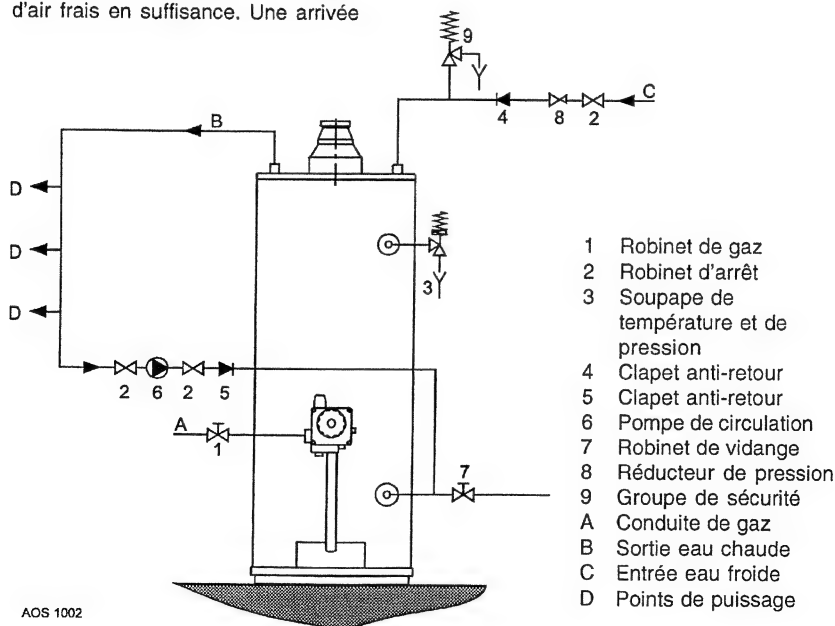 d'air frais en suffisance. Une arrivée
9
C
4 8 2
B
D
D
D
3
2 6 2 5
A
1
7
1 Robinet de gaz
2 Robinet d'arrêt
3 Soupape de
température et de
pression
4 Clapet anti-retour
5 Clapet anti-retour
6 Pompe de circulation
7 Robinet de vidange
8 Réducteur de pression
9 Groupe de sécurité
A Conduite de gaz
B Sortie eau chaude
C Entrée eau froide
D Points de puissage
AOS 1002